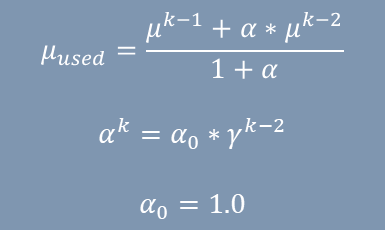 μ_used = (μ^{k-1} + α * μ^{k-2}) / (1 + α)
α^k = α_0 * γ^{k-2}
α_0 = 1.0